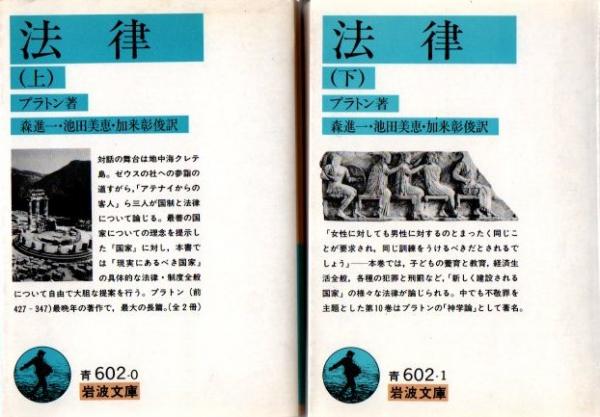 法律
(上)
プラトン著
森進一・池田美恵・加来彰俊訳
対話の舞台は地中海クレテ
島。ゼウスの社への参詣の
道すがら,「アテナイからの
客人」ら三人が国制と法律
について論じる。最善の国
家についての理念を提示し
た「国家」に対し,本書で
は「現実にあるべき国家」
の具体的な法律・制度全般
について自由で大胆な提案を行う。プラトン(前
427‐347)最晩年の著作で,最大の長篇。(全2冊)
青 602-0
岩波文庫
法律
(下)
プラトン著
森進一・池田美恵・加来彰俊訳
「女性に対しても男性に対するのとまったく同じこ
とが要求され,同じ訓練をうけるべきだとされるで
しょう」——本巻では,子どもの養育と教育,経済生
活全般,各種の犯罪と刑罰など,「新しく建設される
国家」の様々な法律が論じられる。中でも不敬罪を
主題とした第10巻はプラトンの「神学論」として著名。
青 602-1
岩波文庫